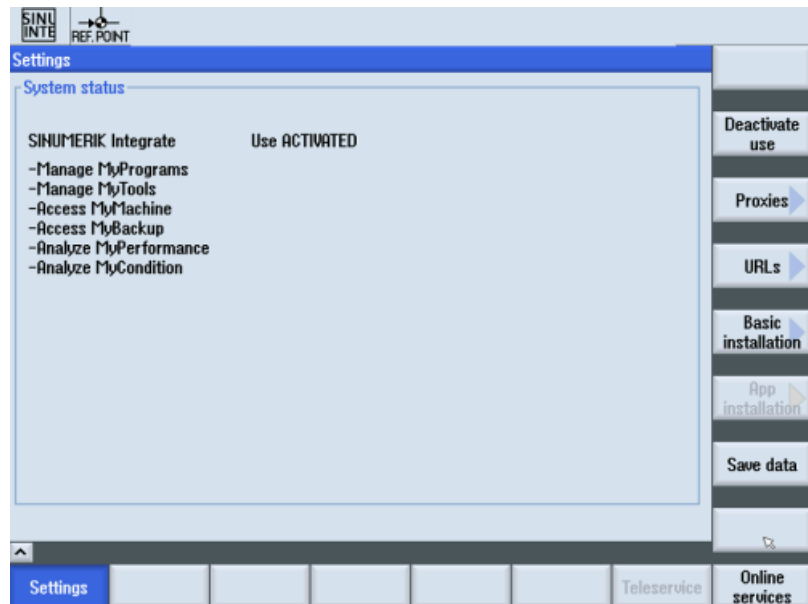 SINU
INTE
REF. POINT
Settings
System status
SINUMERIK Integrate Use ACTIVATED
-Manage MyPrograms
-Manage MyTools
-Access MyMachine
-Access MyBackup
-Analyze MyPerformance
-Analyze MyCondition
Deactivate
use
Proxies
URLs
Basic
installation
App
installation
Save data
Settings
Teleservice
Online
services